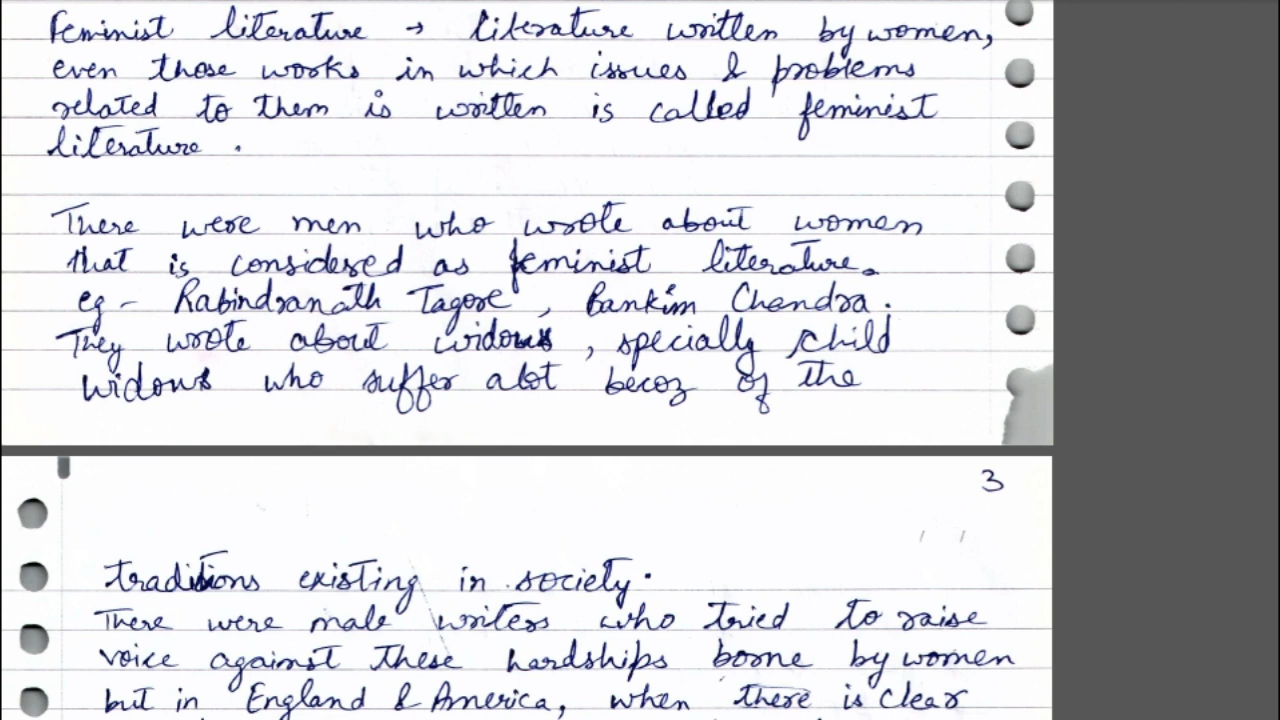 Feminist literature → literature written by women,
even those works in which issues & problems
related to them is written is called feminist
literature.
There were men who wrote about women
that is considered as feminist literature.
eg - Rabindranath Tagore, Bankim Chandra.
They wrote about widows, specially child
widows who suffer alot becoz of the
3
traditions existing in society.
There were male writers who tried to raise
voice against these hardships borne by women
but in England & America, when there is clear